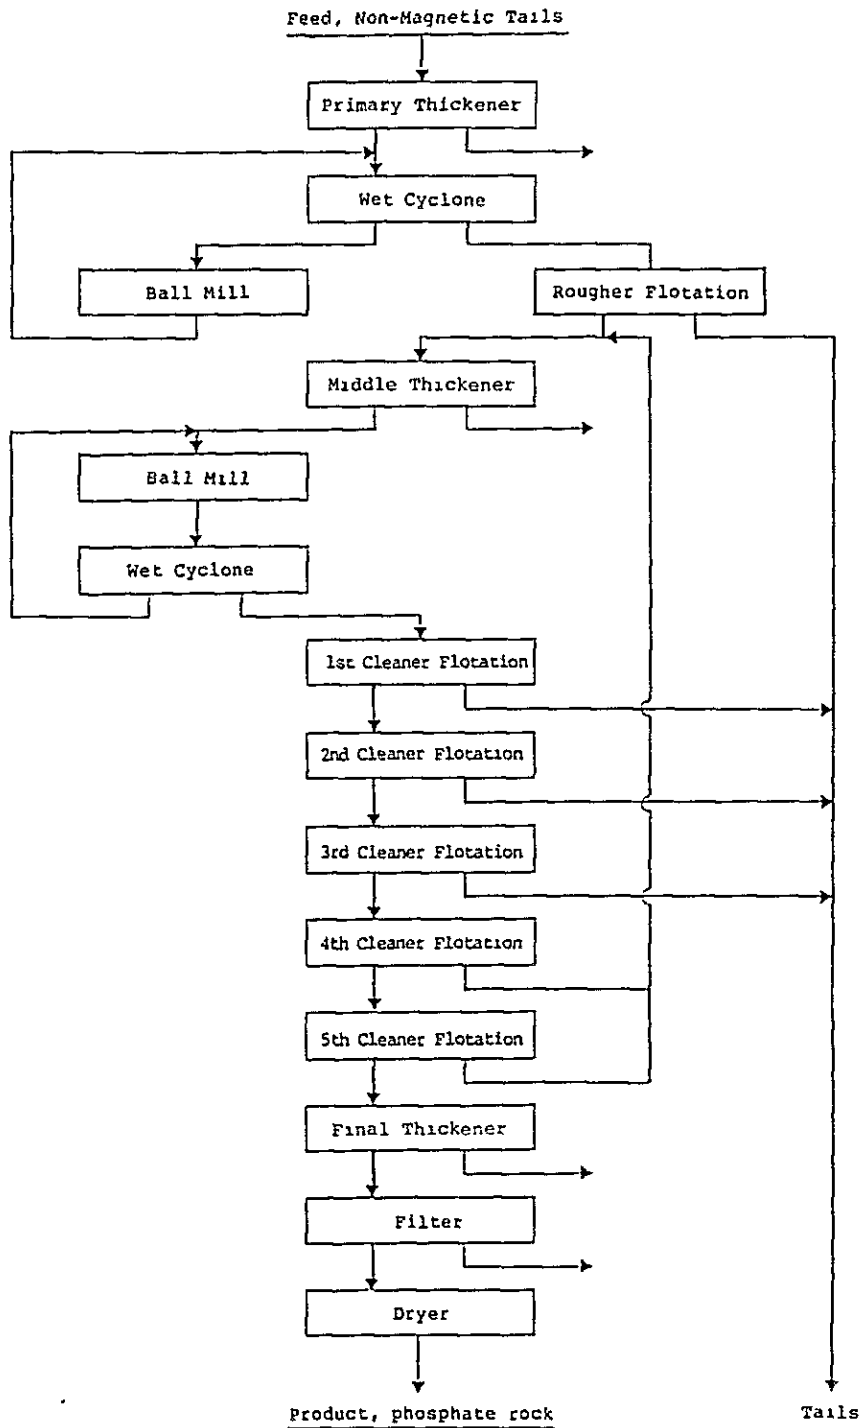 Feed, Non-Magnetic Tails
Primary Thickener
Wet Cyclone
Ball Mill
Rougher Flotation
Middle Thickener
Ball Mill
Wet Cyclone
1st Cleaner Flotation
2nd Cleaner Flotation
3rd Cleaner Flotation
4th Cleaner Flotation
5th Cleaner Flotation
Final Thickener
Filter
Dryer
Product, phosphate rock
Tails